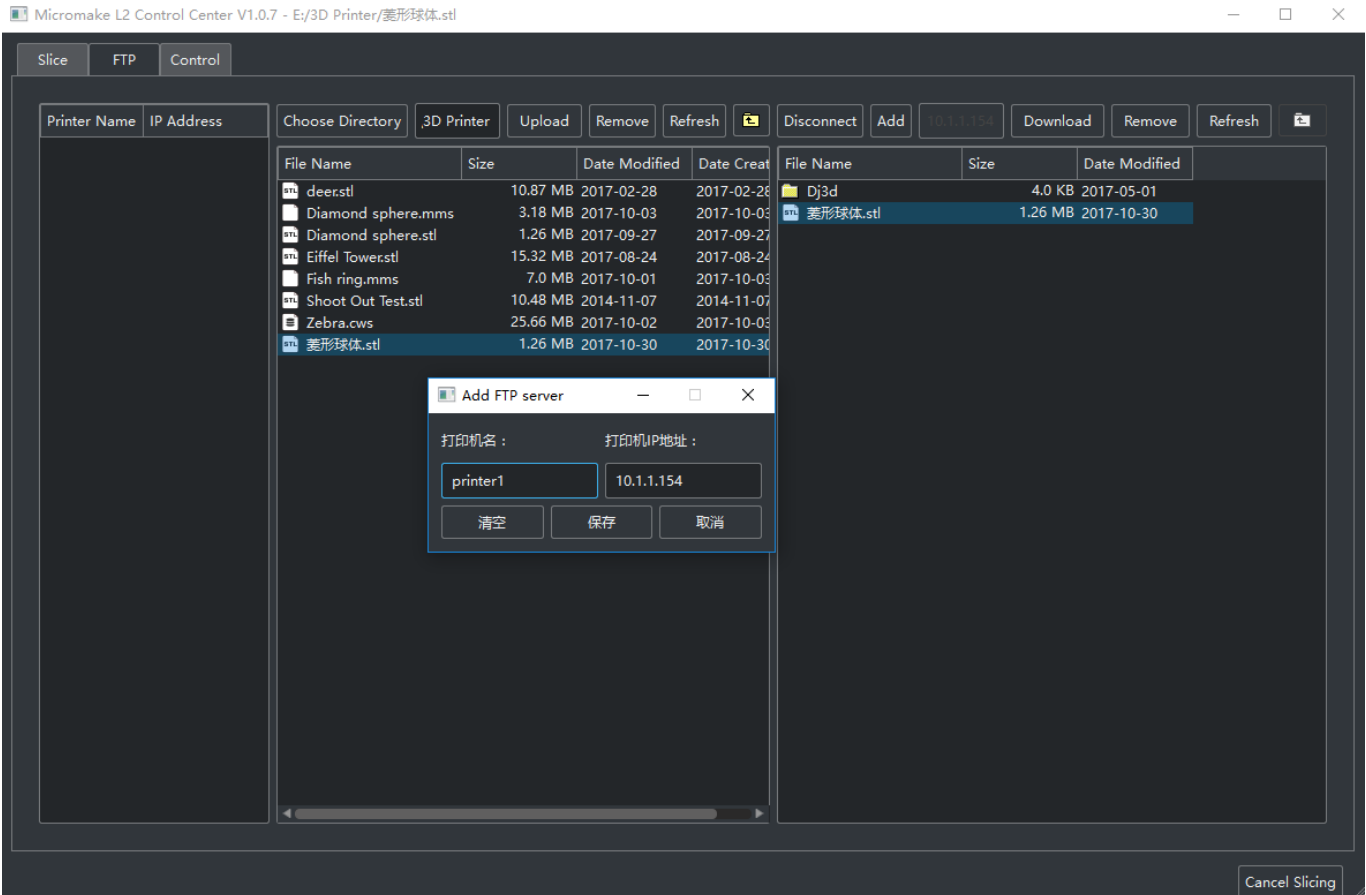 Micromake L2 Control Center V1.0.7 - E:/3D Printer/菱形球体.stl
Slice FTP Control
Printer Name IP Address Choose Directory 3D Printer Upload Remove Refresh Disconnect Add 10.1.1.154 Download Remove Refresh
File Name Size Date Modified Date Creat File Name Size Date Modified
deer.stl 10.87 MB 2017-02-28 2017-02-28 Dj3d 4.0 KB 2017-05-01
Diamond sphere.mms 3.18 MB 2017-10-03 2017-10-03 菱形球体.stl 1.26 MB 2017-10-30
Diamond sphere.stl 1.26 MB 2017-09-27 2017-09-27
Eiffel Tower.stl 15.32 MB 2017-08-24 2017-08-24
Fish ring.mms 7.0 MB 2017-10-01 2017-10-03
Shoot Out Test.stl 10.48 MB 2014-11-07 2014-11-07
Zebra.cws 25.66 MB 2017-10-02 2017-10-03
菱形球体.stl 1.26 MB 2017-10-30 2017-10-30
Add FTP server
打印机名： 打印机IP地址：
printer1 10.1.1.154
清空 保存 取消
Cancel Slicing